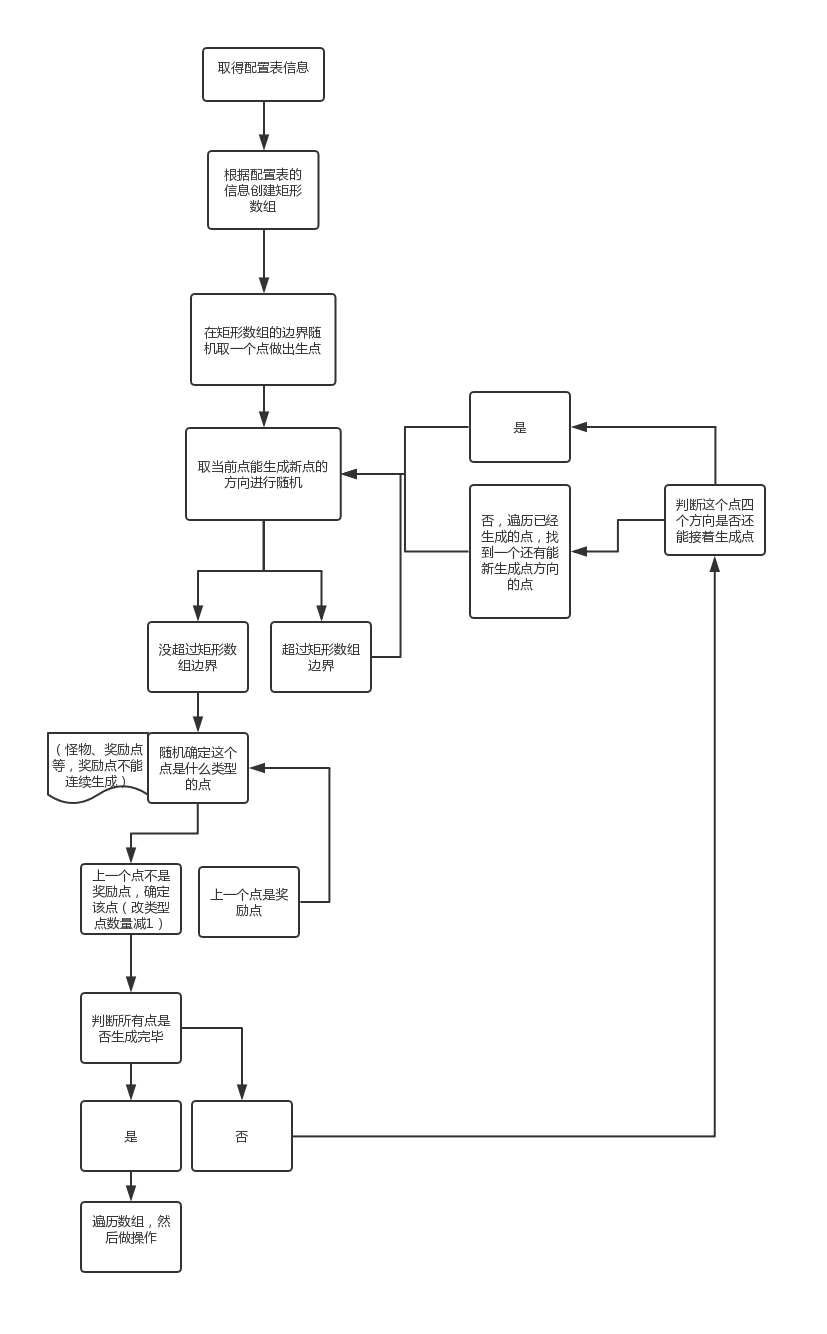 取得配置表信息
根据配置表的
信息创建矩形
数组
在矩形数组的边界随
机取一个点做出生点
取当前点能生成新点的
方向进行随机
是
否，遍历已经
生成的点，找
到一个还有能
新生成点方向
的点
判断这个点四
个方向是否还
能接着生成点
没超过矩形数
组边界
超过矩形数组
边界
（怪物、奖励点
等，奖励点不能
连续生成）
随机确定这个
点是什么类型
的点
上一个点不是
奖励点，确定
该点（改类型
点数量减1）
上一个点是奖
励点
判断所有点是
否生成完毕
是
否
遍历数组，然
后做操作